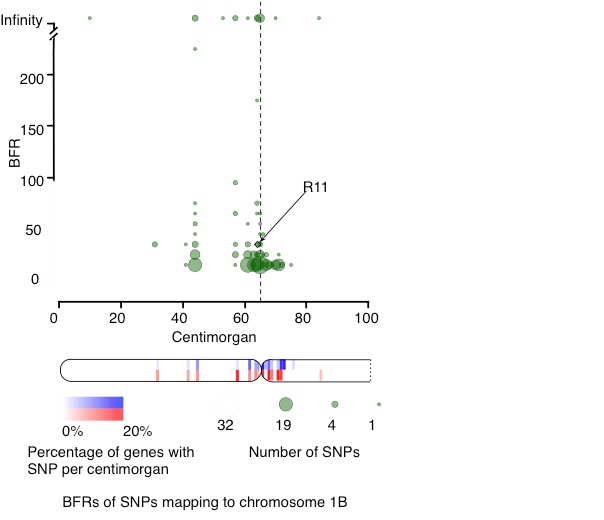 Infinity
200
150
BFR
100
R11
50
0
0 20 40 60 80 100
Centimorgan
0% 20% 32 19 4 1
Percentage of genes with Number of SNPs
SNP per centimorgan
BFRs of SNPs mapping to chromosome 1B